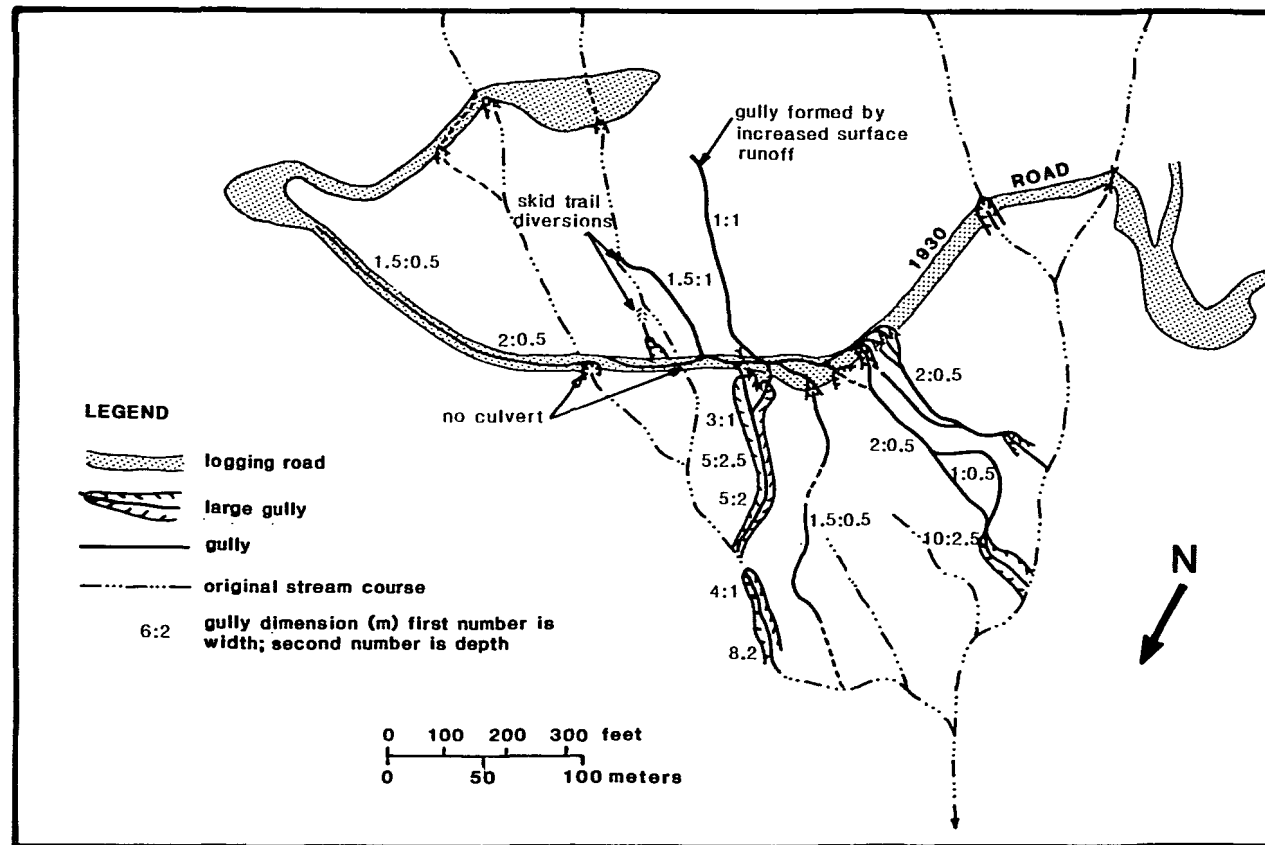 gully formed by
increased surface
runoff
ROAD
1930
skid trail
diversions
1:1
1.5:1
1.5:0.5
2:0.5
no culvert
2:0.5
3:1
2:0.5
5:2.5
1:0.5
5:2
1.5:0.5
10:2.5
4:1
8.2
N
LEGEND
logging road
large gully
gully
original stream course
6:2
gully dimension (m) first number is
width; second number is depth
0 100 200 300 feet
0 50 100 meters